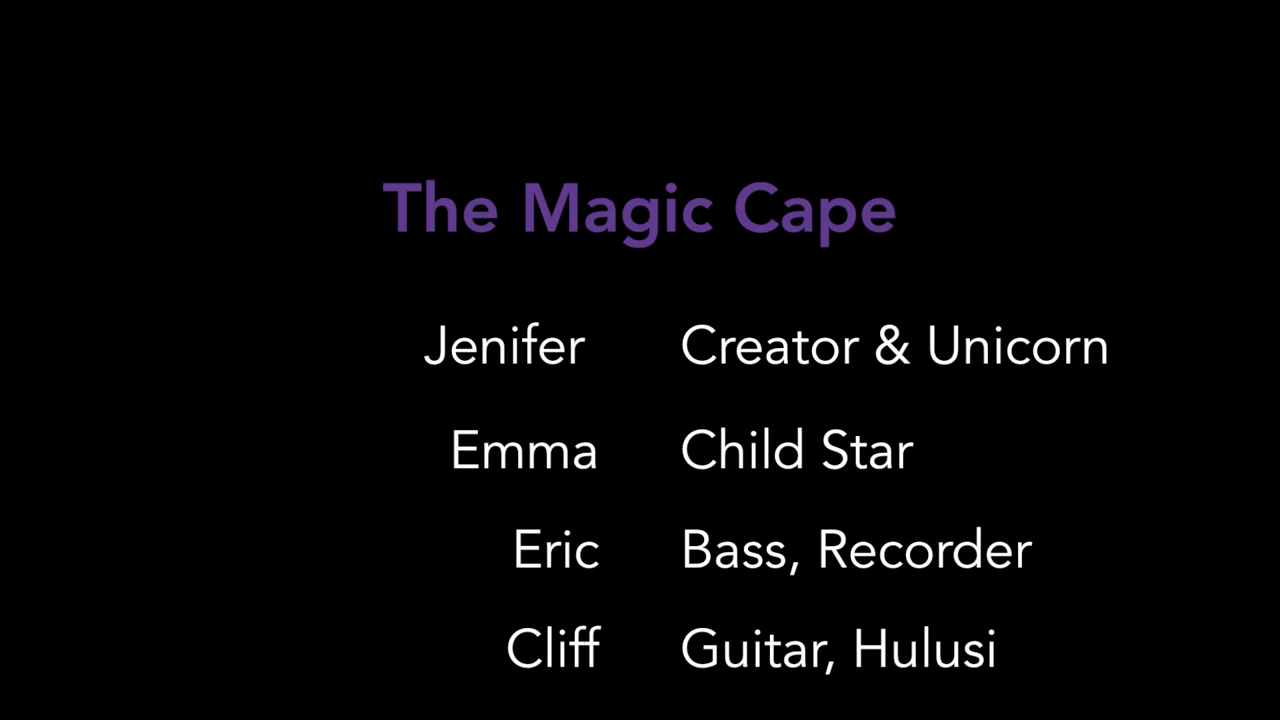 The Magic Cape
Jenifer Creator & Unicorn
Emma Child Star
Eric Bass, Recorder
Cliff Guitar, Hulusi